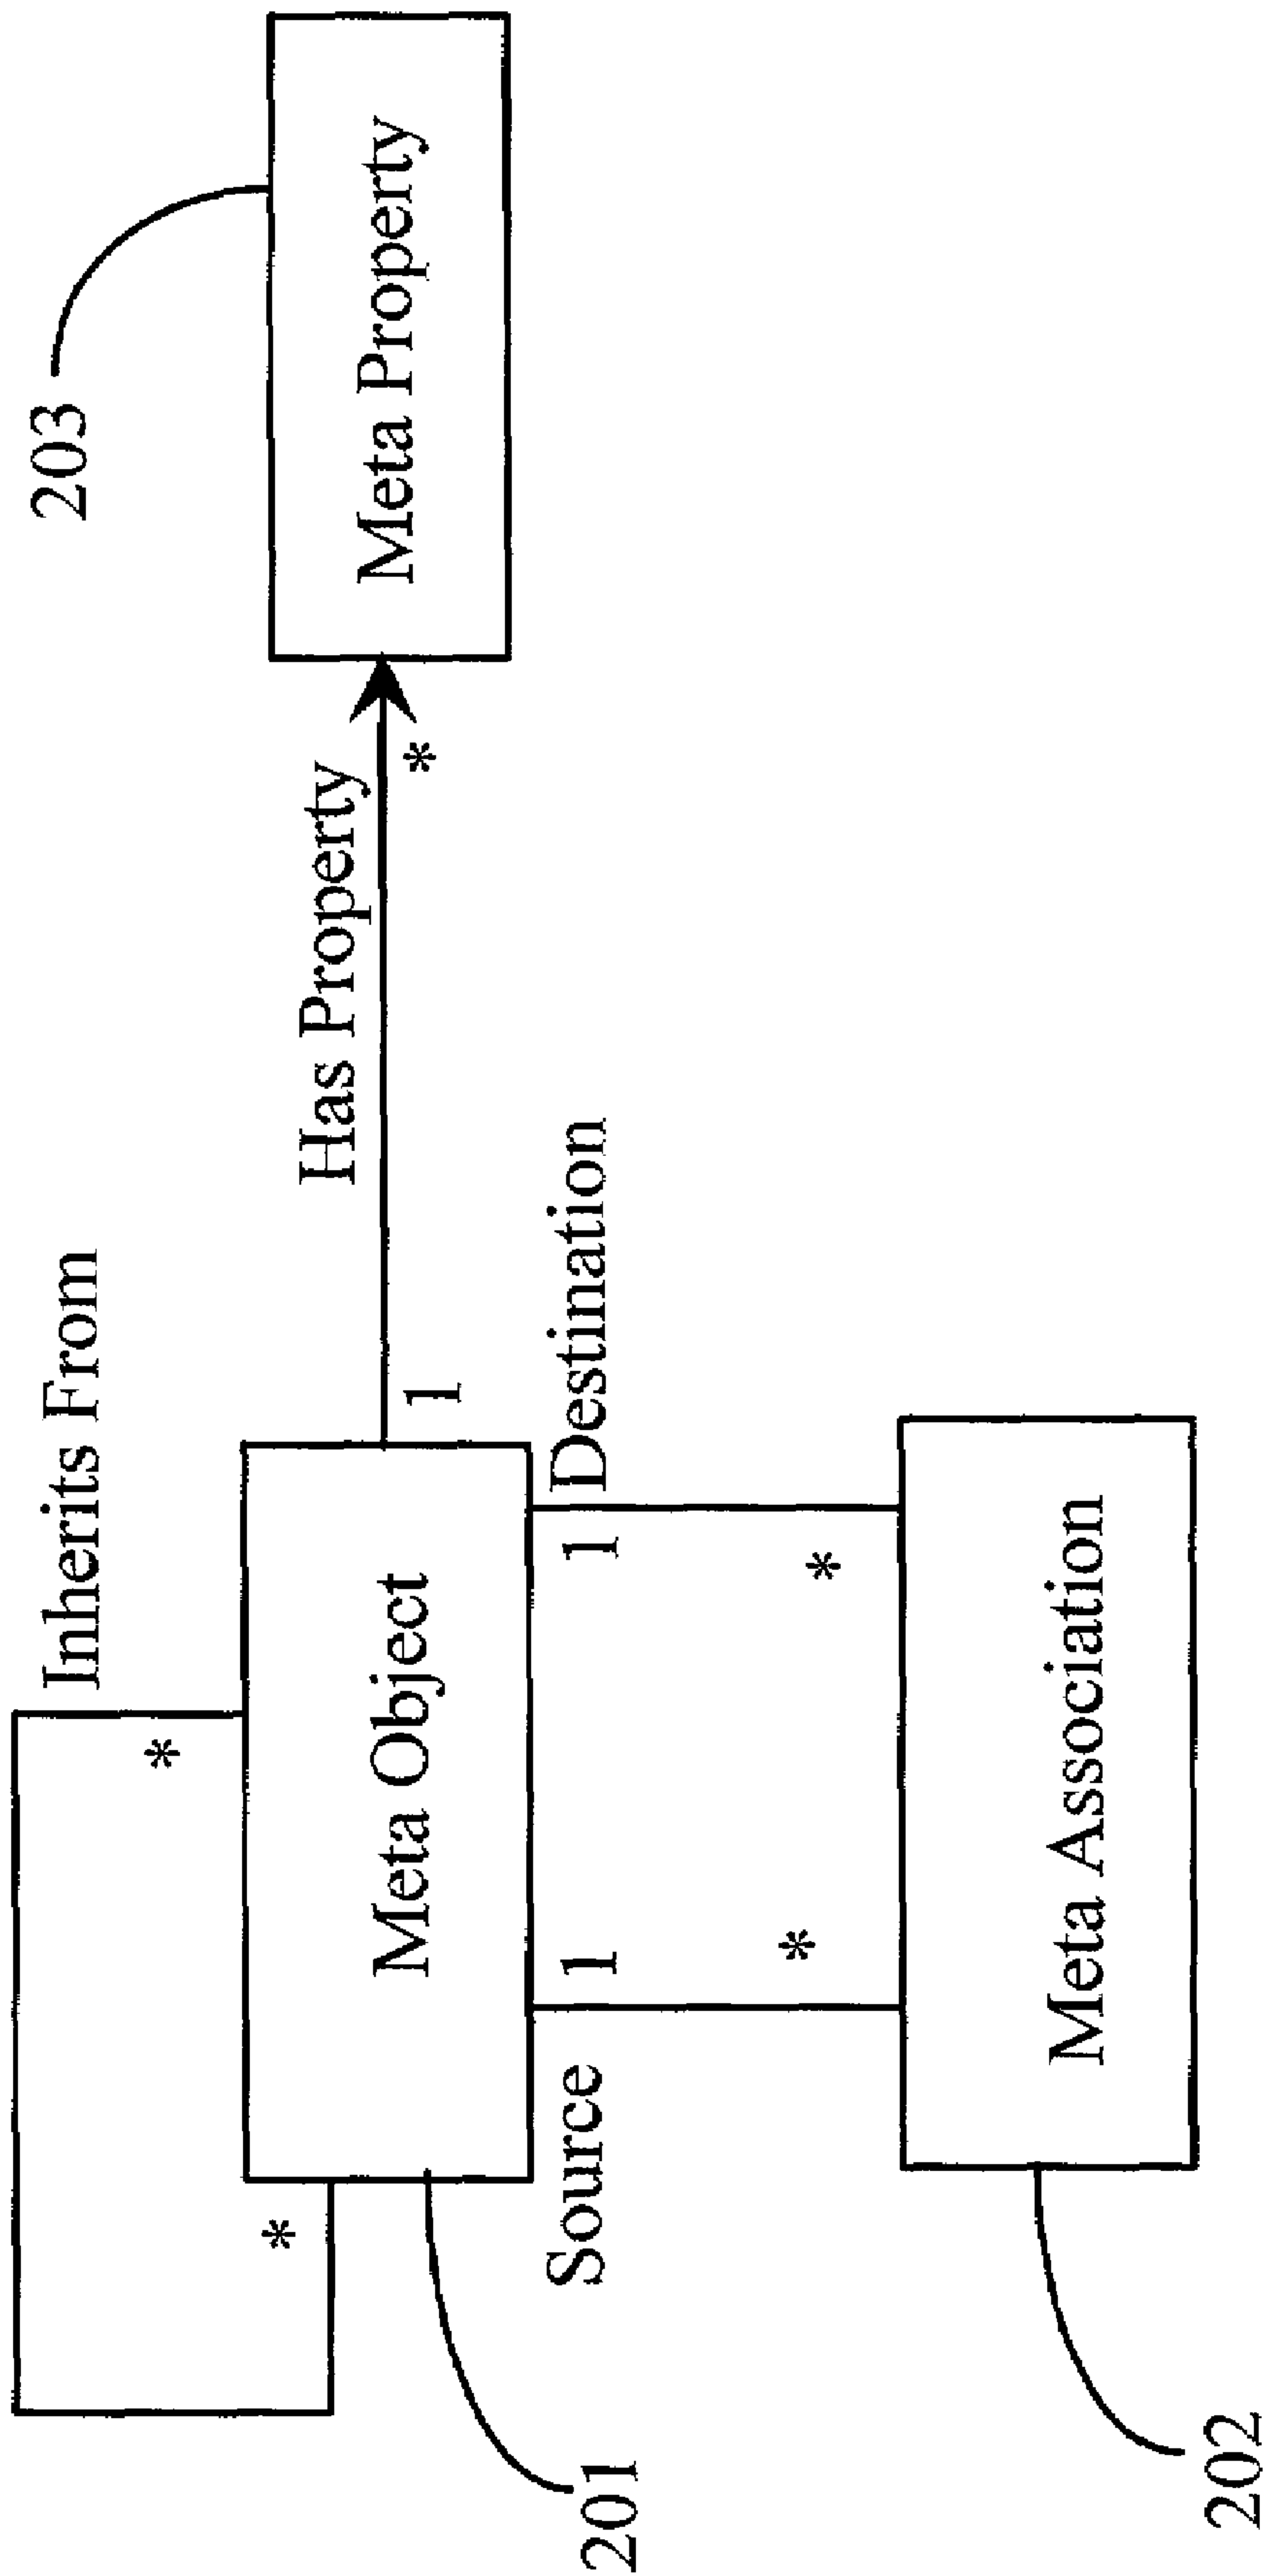 Inherits From
203
*
*
Has Property
Meta Object
1
*
Meta Property
Source
1
1
Destination
201
*
*
Meta Association
202